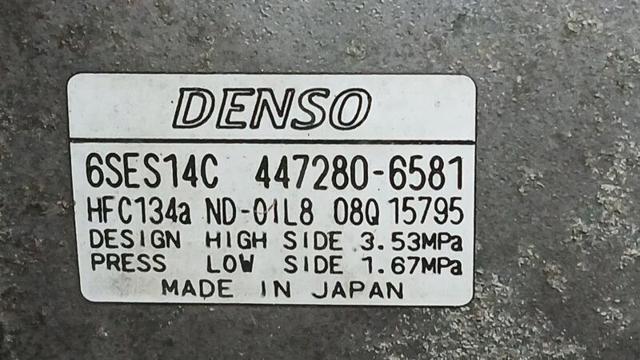 DENSO
6SES14C 447280-6581
HFC134a ND-01L8 08Q 15795
DESIGN HIGH SIDE 3.53MPa
PRESS LOW SIDE 1.67MPa
MADE IN JAPAN